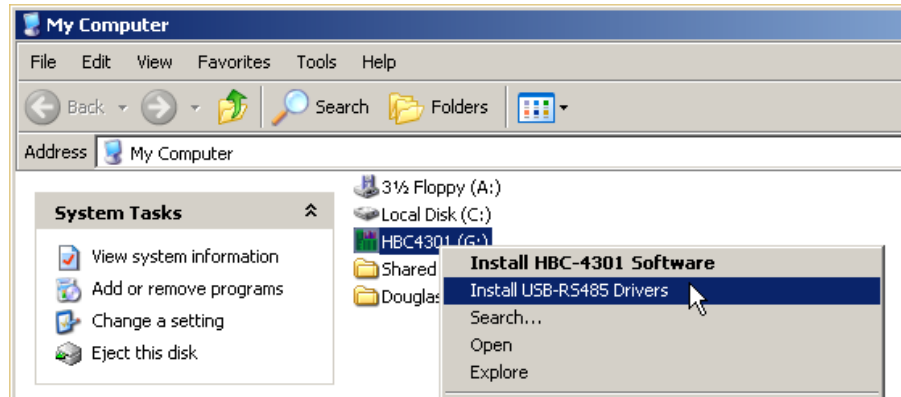 My Computer
File Edit View Favorites Tools Help
Back Search Folders
Address My Computer
System Tasks
View system information
Add or remove programs
Change a setting
Eject this disk
3½ Floppy (A:)
Local Disk (C:)
HBC4301 (G:)
Shared
Douglas
Install HBC-4301 Software
Install USB-RS485 Drivers
Search...
Open
Explore